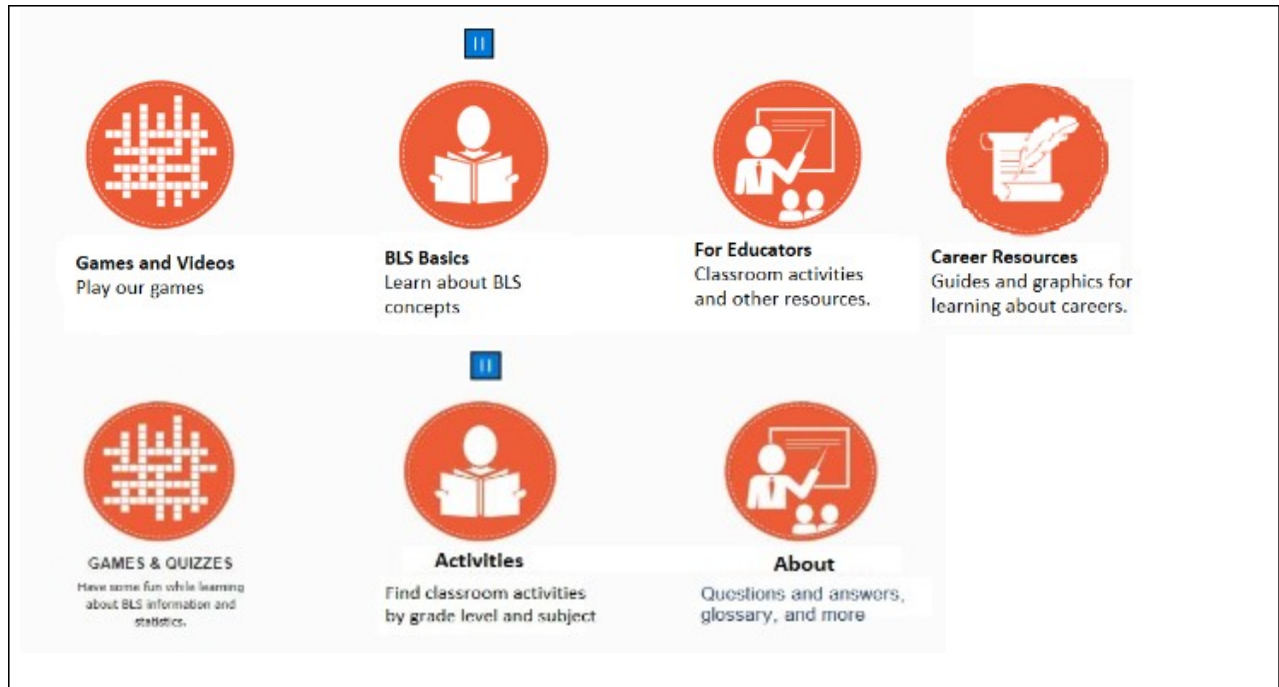 Games and Videos
Play our games
BLS Basics
Learn about BLS
concepts
For Educators
Classroom activities
and other resources.
Career Resources
Guides and graphics for
learning about careers.
GAMES & QUIZZES
Have some fun while learning
about BLS information and
statistics.
Activities
Find classroom activities
by grade level and subject
About
Questions and answers,
glossary, and more